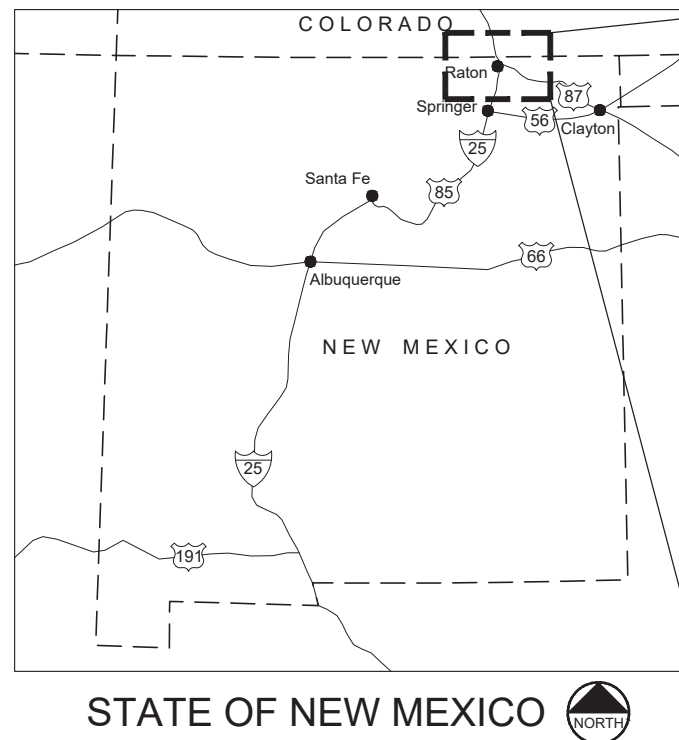 COLORADO
Raton
87
Springer
56
Clayton
25
Santa Fe
85
66
Albuquerque
NEW MEXICO
25
191
STATE OF NEW MEXICO
NORTH